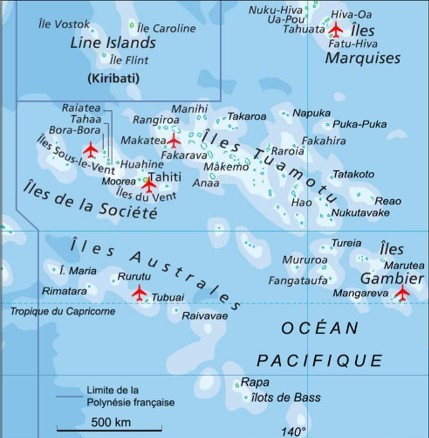 Nuku-Hiva
Hiva-Oa
Ua-Pou
Tahuata
Îles
Fatu-Hiva
Marquises
Île Vostok
Île Caroline
Line Islands
Île Flint
(Kiribati)
Raiatea
Tahaa
Bora-Bora
Manihi
Rangiroa
Takaroa
Napuka
Puka-Puka
Makatea
Îles Tuamotu
Fakahira
Raroia
Fakarava
Îles Sous-le-Vent
Huahine
Makemo
Moorea
Tahiti
Anaa
Tatakoto
Îles du Vent
Îles de la Société
Hao
Reao
Nukutavake
Tureia
Îles
Gambier
Îles Australes
Mururoa
Marutea
Î. Maria
Rurutu
Fangataufa
Rimatara
Tubuai
Mangareva
Tropique du Capricorne
Raivavae
OCÉAN
PACIFIQUE
Rapa
îlots de Bass
Limite de la
Polynésie française
500 km
140°